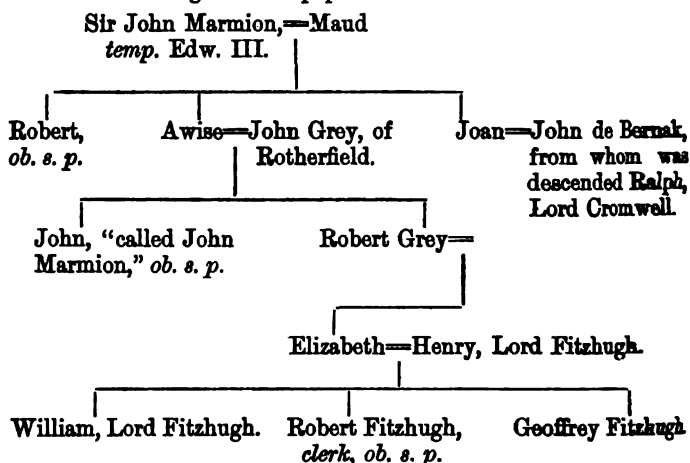 Sir John Marmion,=Maud
temp. Edw. III.
Robert,
ob. s. p.
Awise=John Grey, of
Rotherfield.
Joan=John de Bernak,
from whom was
descended Ralph,
Lord Cromwell.
John, “called John
Marmion,” ob. s. p.
Robert Grey=
Elizabeth=Henry, Lord Fitzhugh.
William, Lord Fitzhugh.
Robert Fitzhugh,
clerk, ob. s. p.
Geoffrey Fitzhugh